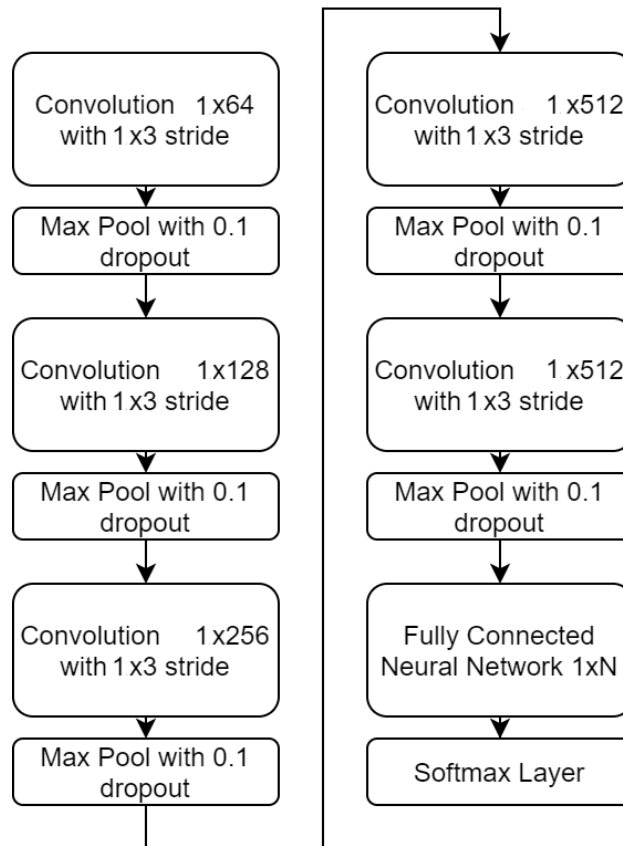 Convolution 1x64
with 1x3 stride
Max Pool with 0.1
dropout
Convolution 1x128
with 1x3 stride
Max Pool with 0.1
dropout
Convolution 1x256
with 1x3 stride
Max Pool with 0.1
dropout
Convolution 1x512
with 1x3 stride
Max Pool with 0.1
dropout
Convolution 1x512
with 1x3 stride
Max Pool with 0.1
dropout
Fully Connected
Neural Network 1xN
Softmax Layer